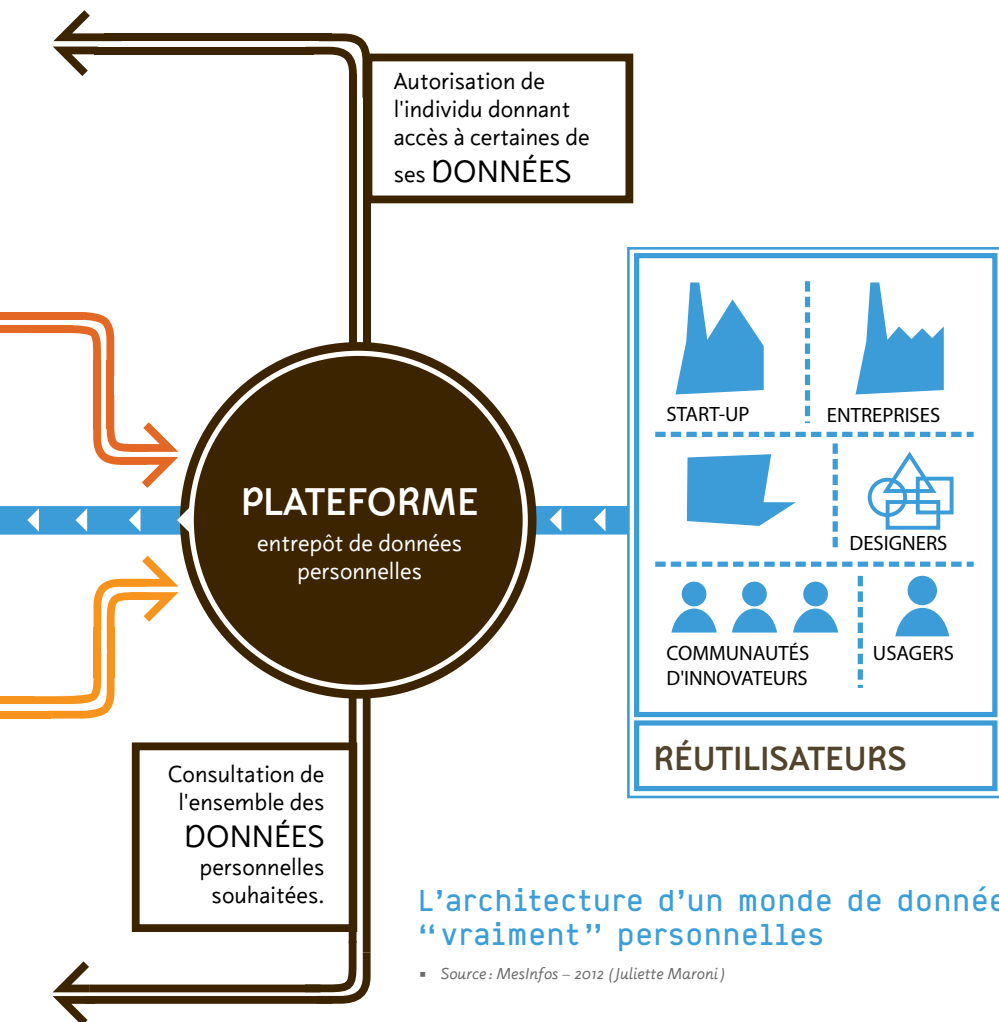 Autorisation de
l'individu donnant
accès à certaines de
ses DONNÉES
START-UP
ENTREPRISES
DESIGNERS
COMMUNAUTÉS
D'INNOVATEURS
USAGERS
RÉUTILISATEURS
PLATEFORME
entrepôt de données
personnelles
Consultation de
l'ensemble des
DONNÉES
personnelles
souhaitées.
L’architecture d’un monde de donnée
“vraiment” personnelles
▪ Source : MesInfos – 2012 (Juliette Maroni)